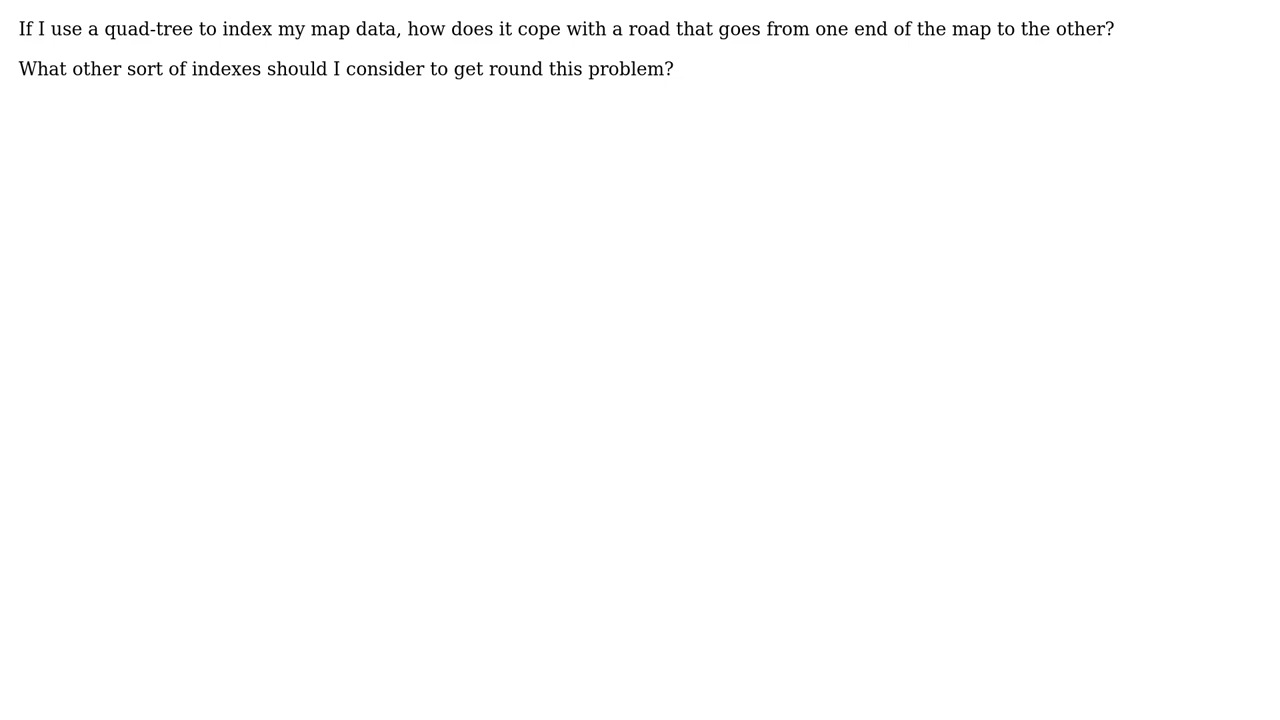 If I use a quad-tree to index my map data, how does it cope with a road that goes from one end of the map to the other?
What other sort of indexes should I consider to get round this problem?